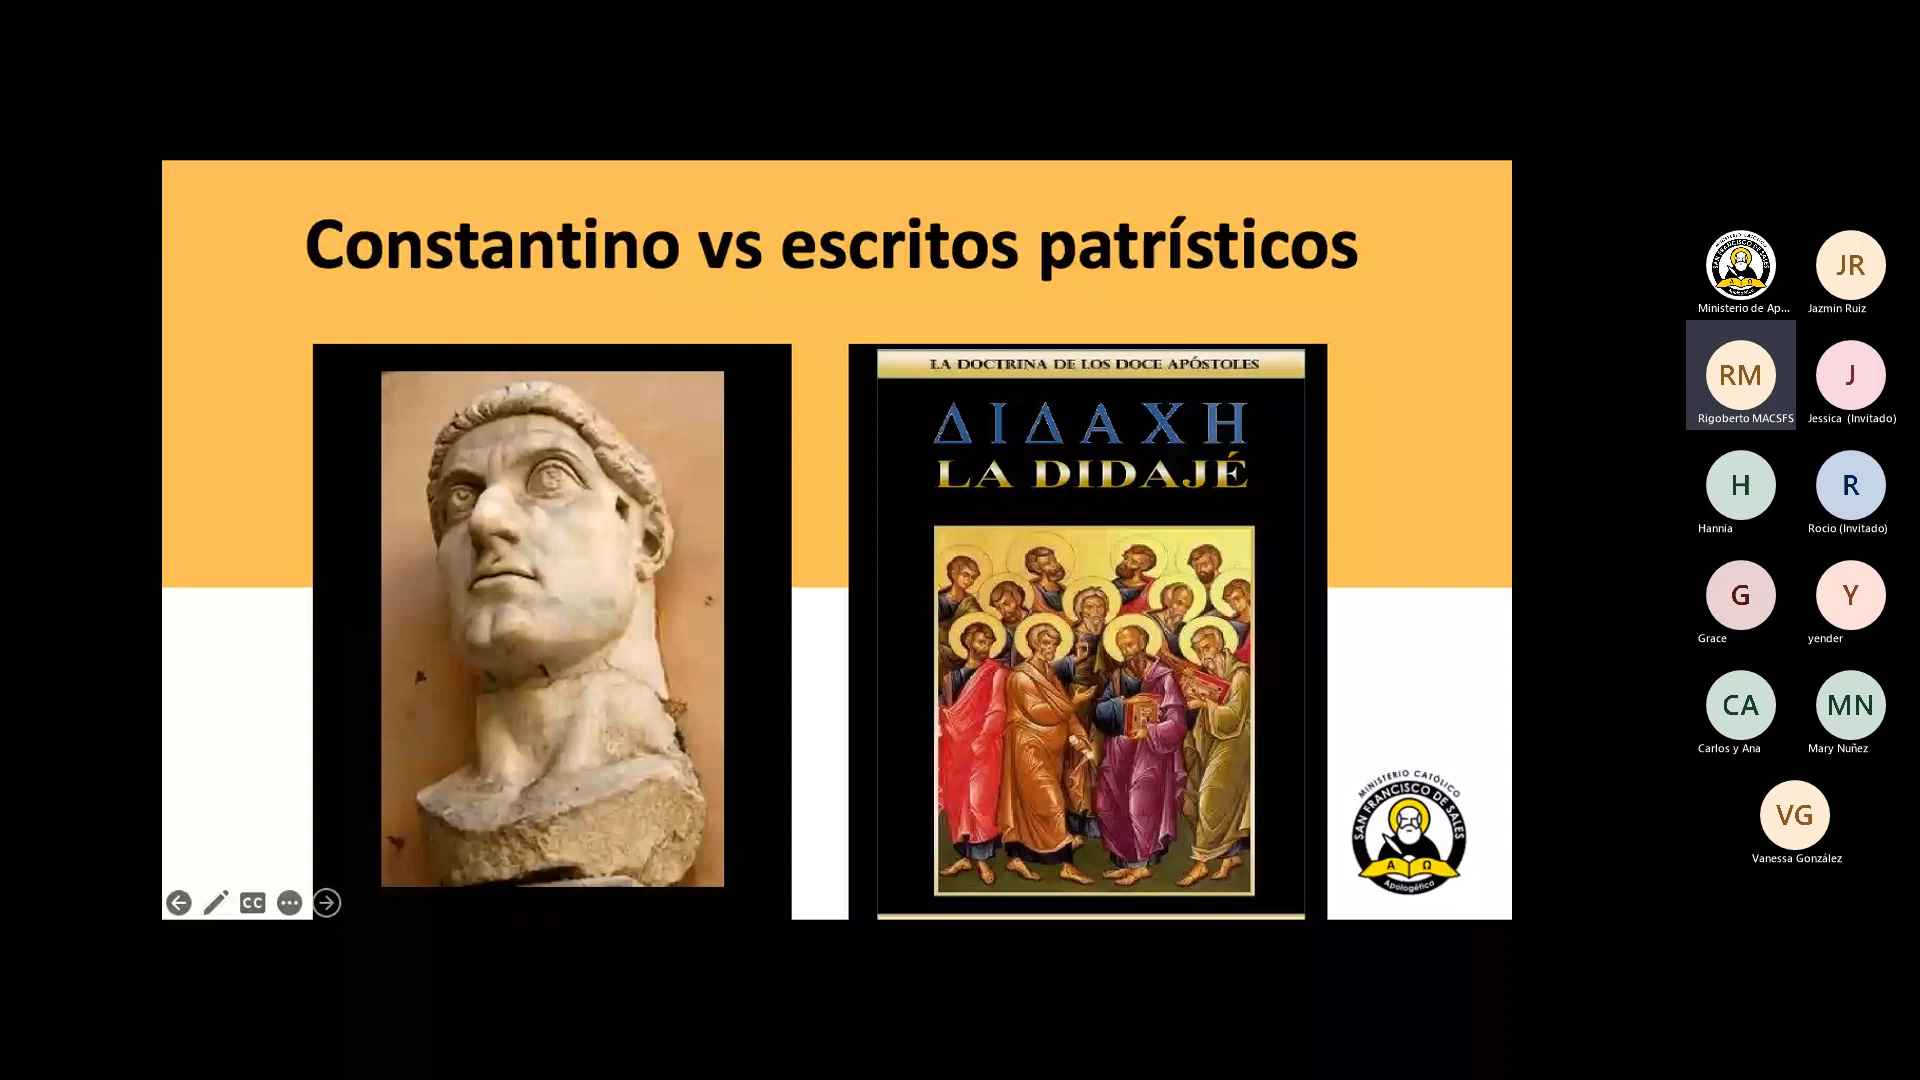 Constantino vs escritos patrísticos
LA DOCTRINA DE LOS DOCE APÓSTOLES
ΔΙΔΑΧΗ
LA DIDAJÉ
MINISTERIO CATÓLICO
SAN FRANCISCO DE SALES
Α Ω
Apologética
CC
Ministerio de Ap...
JR
Jazmin Ruiz
RM
Rigoberto MACSFS
J
Jessica (Invitado)
H
Hannia
R
Rocio (Invitado)
G
Grace
Y
yender
CA
Carlos y Ana
MN
Mary Nuñez
VG
Vanessa González